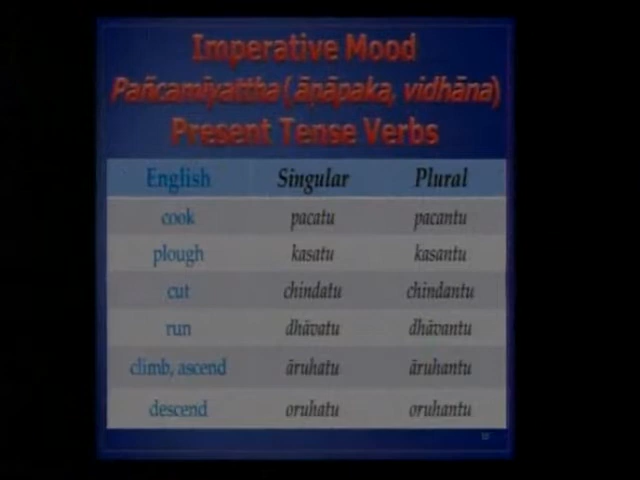 Imperative Mood
Pañcamīyattha (āṇāpaka, vidhāna)
Present Tense Verbs
English Singular Plural
cook pacatu pacantu
plough kasatu kasantu
cut chindatu chindantu
run dhāvatu dhāvantu
climb, ascend āruhatu āruhantu
descend oruhatu oruhantu